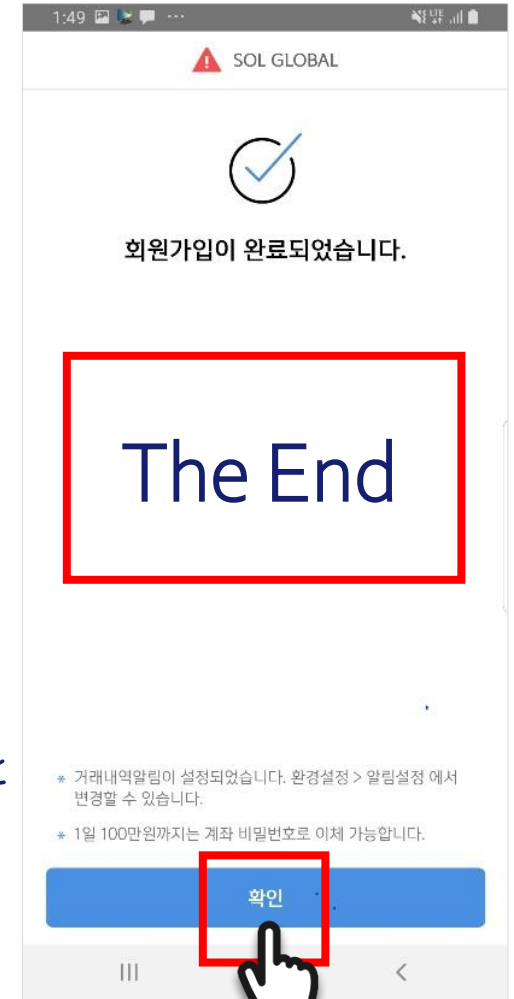 1:49
SOL GLOBAL
회원가입이 완료되었습니다.
The End
* 거래내역알림이 설정되었습니다. 환경설정 > 알림설정 에서
변경할 수 있습니다.
* 1일 100만원까지는 계좌 비밀번호로 이체 가능합니다.
확인